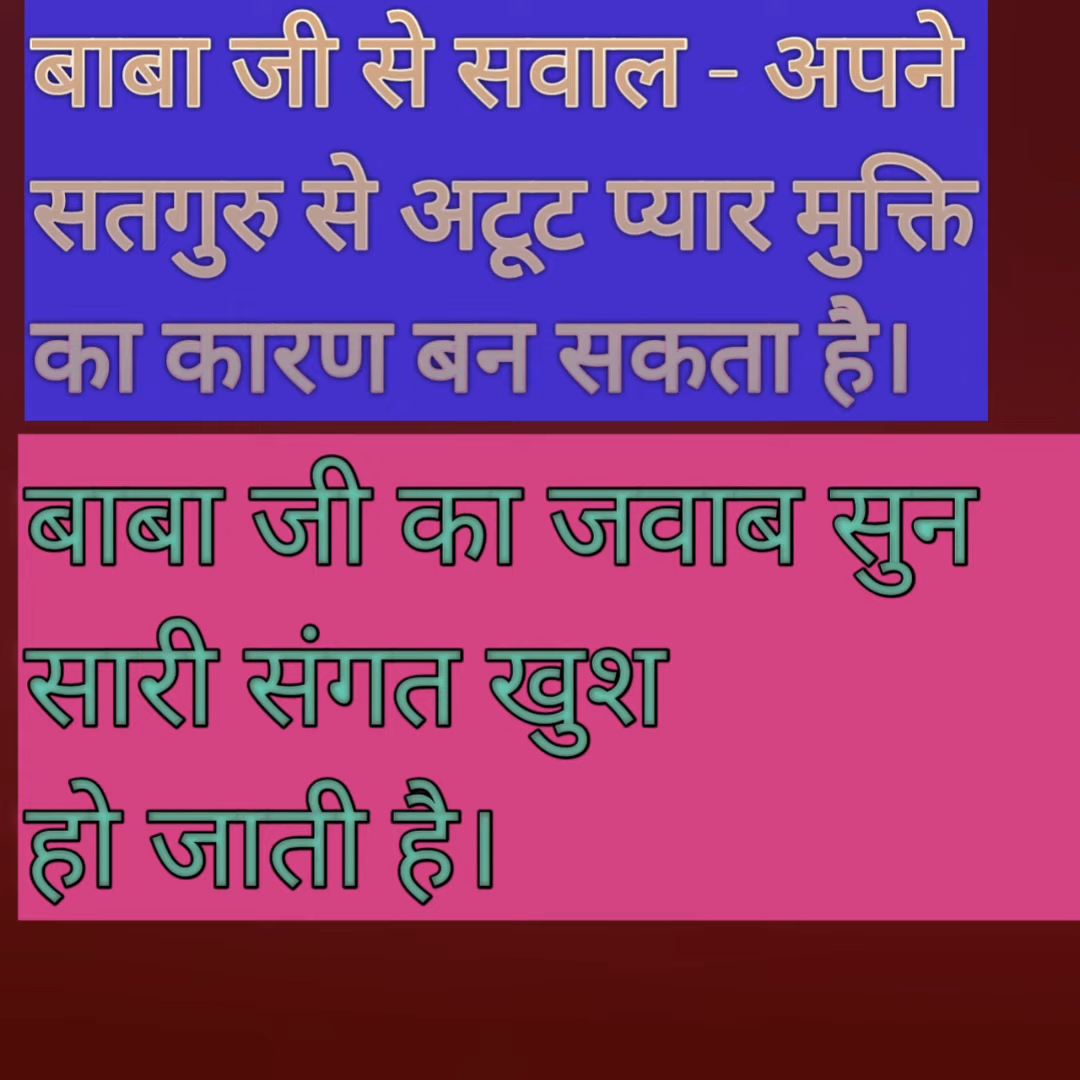 बाबा जी से सवाल - अपने
सतगुरु से अटूट प्यार मुक्ति
का कारण बन सकता है।
बाबा जी का जवाब सुन
सारी संगत खुश
हो जाती है।